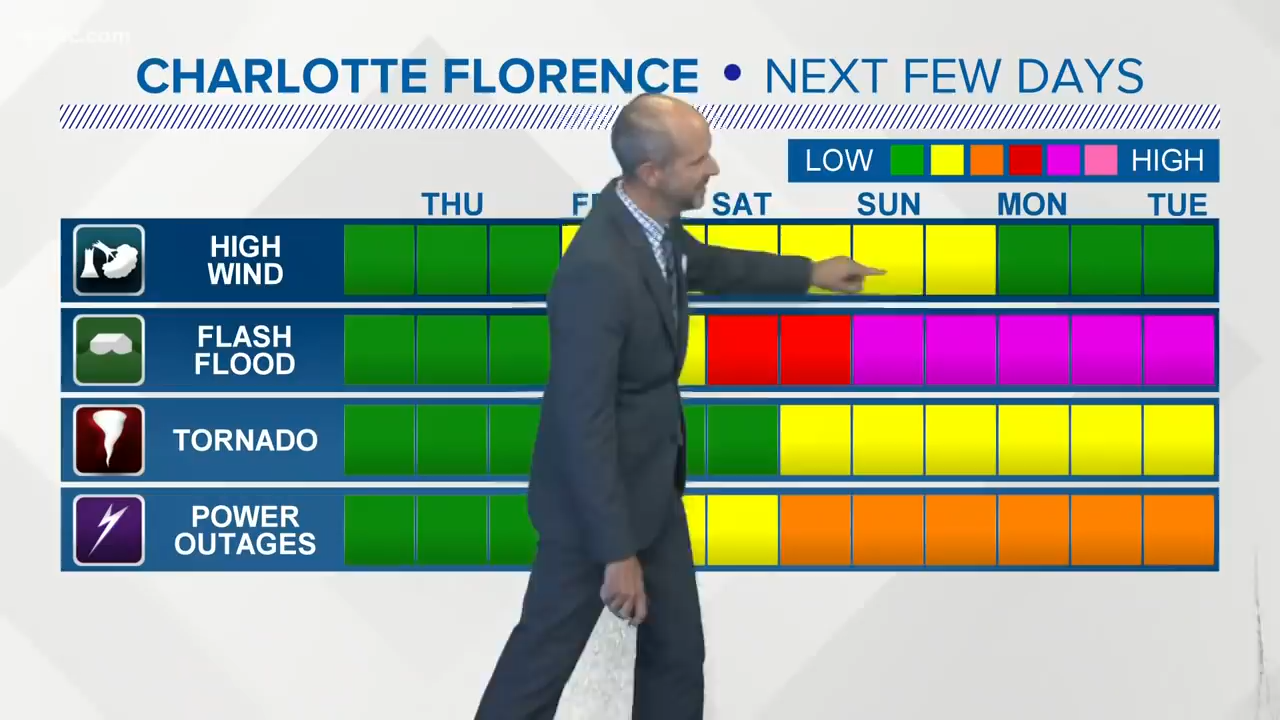 CHARLOTTE FLORENCE • NEXT FEW DAYS
LOW HIGH
THU SAT SUN MON TUE
HIGH
WIND
FLASH
FLOOD
TORNADO
POWER
OUTAGES